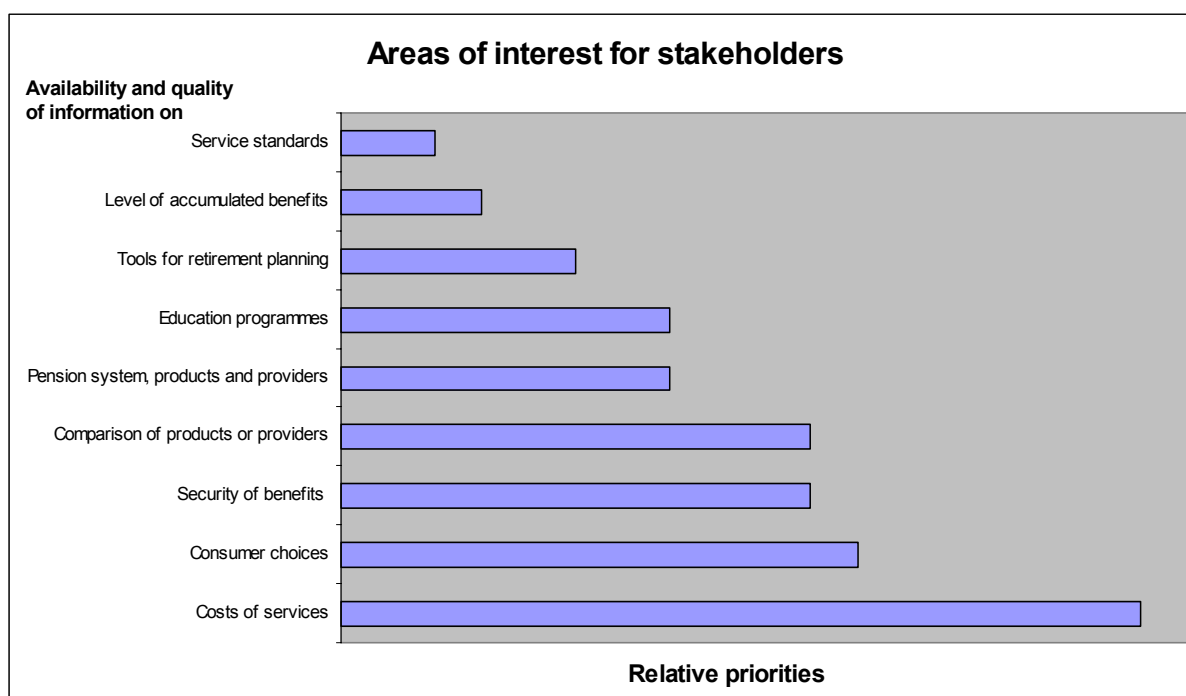 Areas of interest for stakeholders
Availability and quality
of information on
Service standards
Level of accumulated benefits
Tools for retirement planning
Education programmes
Pension system, products and providers
Comparison of products or providers
Security of benefits
Consumer choices
Costs of services
Relative priorities